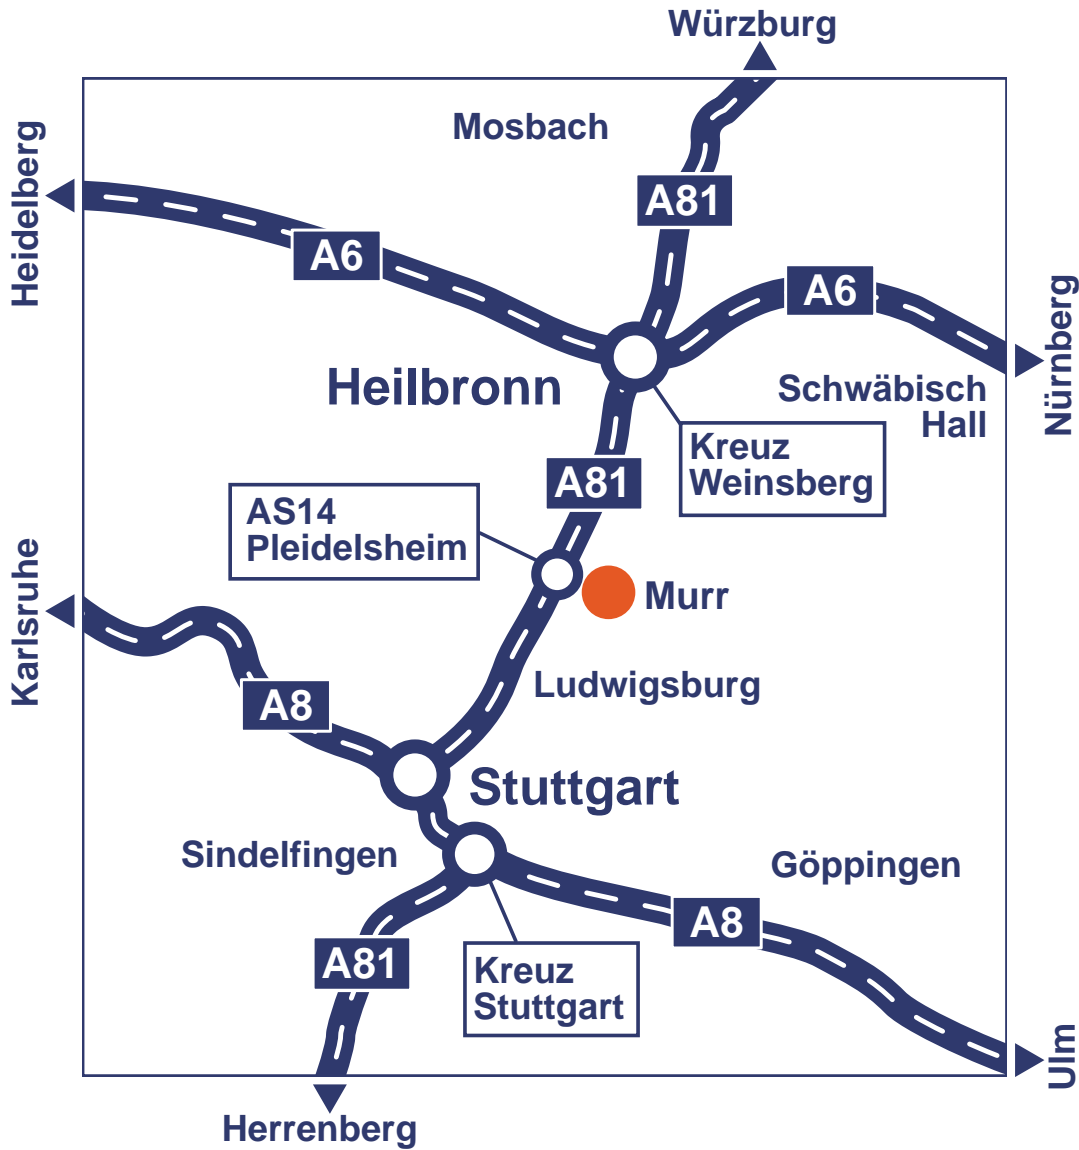 Würzburg
Mosbach
Heidelberg
A81
A6
A6
Nürnberg
Heilbronn
Schwäbisch
Hall
Kreuz
Weinsberg
A81
AS14
Pleidelsheim
Karlsruhe
Murr
Ludwigsburg
A8
Stuttgart
Sindelfingen
Göppingen
A8
A81
Kreuz
Stuttgart
Ulm
Herrenberg